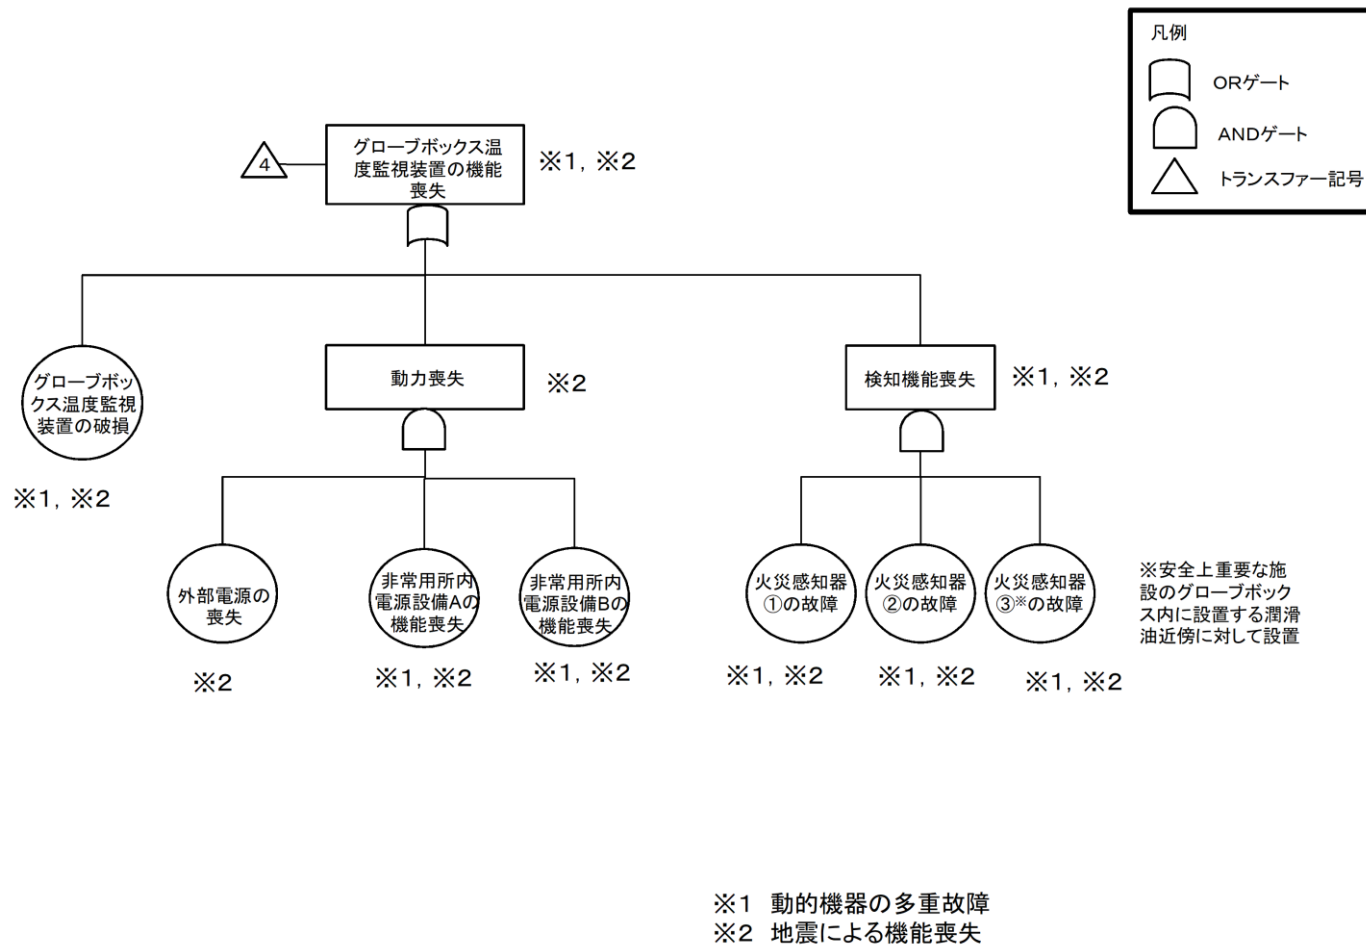 凡例
ORゲート
ANDゲート
トランスファー記号
4
グローブボックス温
度監視装置の機能
喪失
※1, ※2
グローブボッ
クス温度監視
装置の破損
※1, ※2
動力喪失
※2
検知機能喪失
※1, ※2
外部電源の
喪失
※2
非常用所内
電源設備Aの
機能喪失
※1, ※2
非常用所内
電源設備Bの
機能喪失
※1, ※2
火災感知器
①の故障
※1, ※2
火災感知器
②の故障
※1, ※2
火災感知器
③※の故障
※1, ※2
※安全上重要な施
設のグローブボック
ス内に設置する潤滑
油近傍に対して設置
※1 動的機器の多重故障
※2 地震による機能喪失